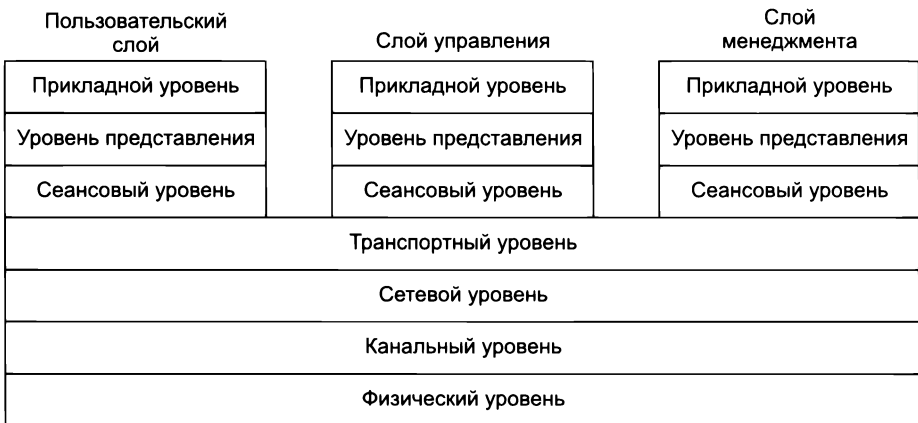 Пользовательский
слой
Слой управления
Слой
менеджмента
Прикладной уровень
Прикладной уровень
Прикладной уровень
Уровень представления
Уровень представления
Уровень представления
Сеансовый уровень
Сеансовый уровень
Сеансовый уровень
Транспортный уровень
Сетевой уровень
Канальный уровень
Физический уровень